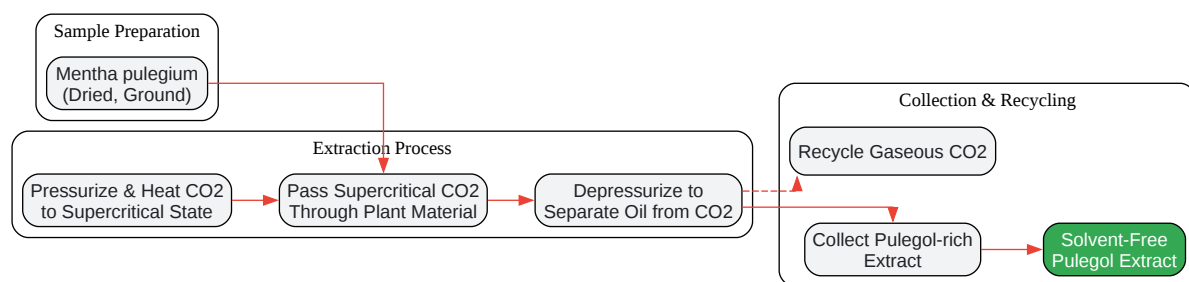 Sample Preparation
Mentha pulegium
(Dried, Ground)
Extraction Process
Pressurize & Heat CO2
to Supercritical State
Pass Supercritical CO2
Through Plant Material
Depressurize to
Separate Oil from CO2
Collection & Recycling
Recycle Gaseous CO2
Collect Pulegol-rich
Extract
Solvent-Free
Pulegol Extract